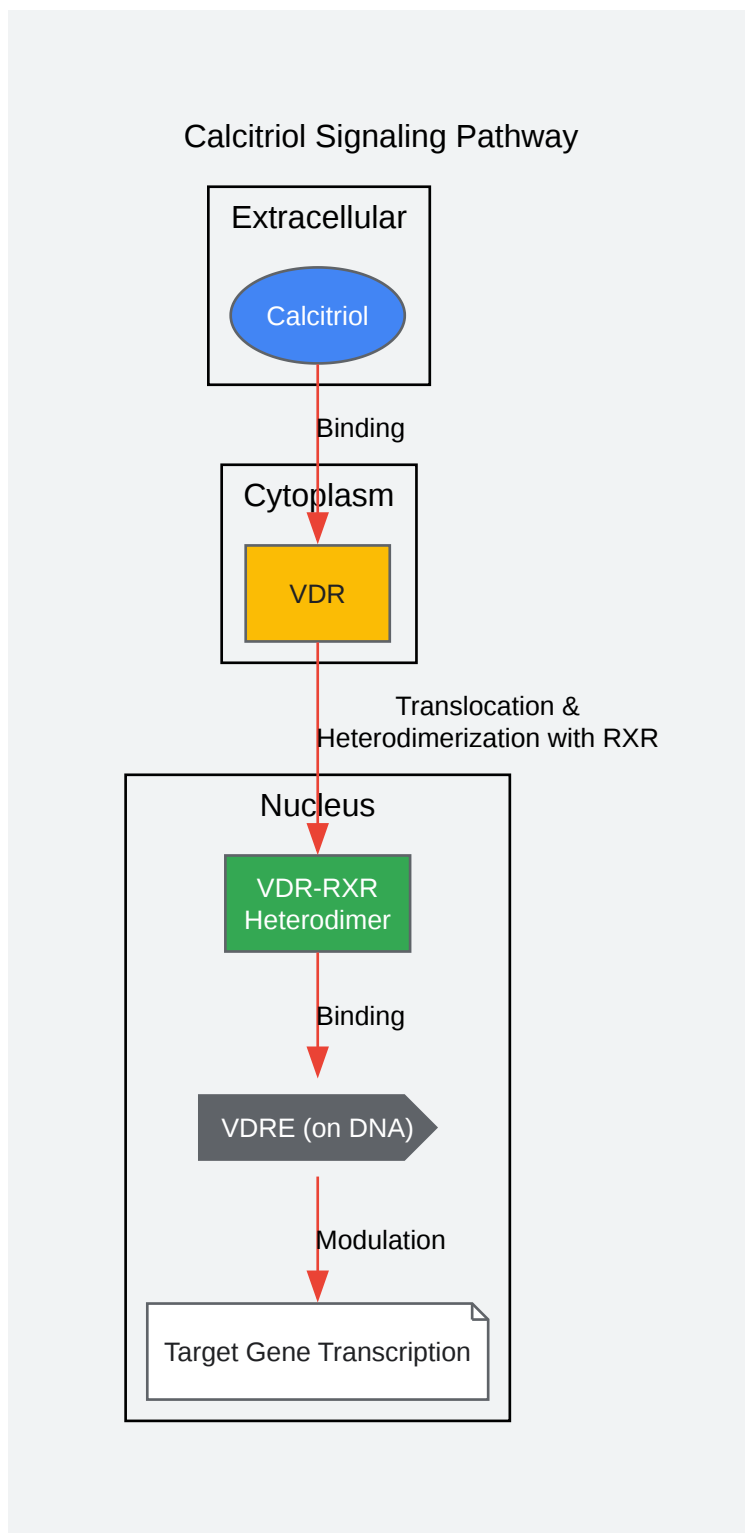 Calcitriol Signaling Pathway
Extracellular
Calcitriol
Binding
Cytoplasm
VDR
Translocation &
Heterodimerization with RXR
Nucleus
VDR-RXR
Heterodimer
Binding
VDRE (on DNA)
Modulation
Target Gene Transcription